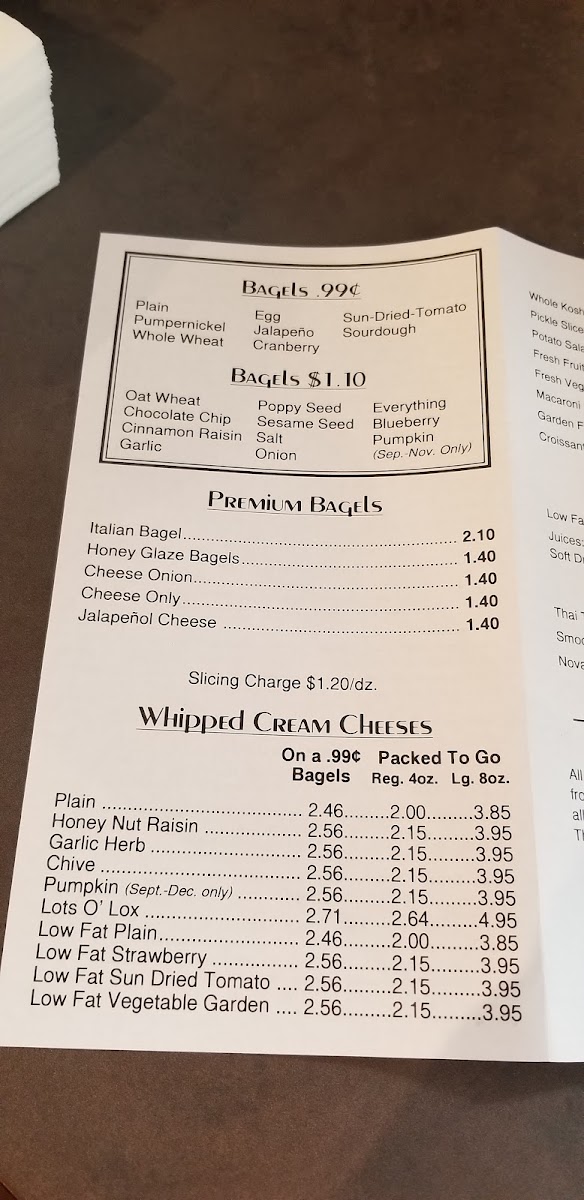 BAGELS .99¢
Plain Egg Sun-Dried-Tomato
Pumpernickel Jalapeño Sourdough
Whole Wheat Cranberry
BAGELS $1.10
Oat Wheat Poppy Seed Everything
Chocolate Chip Sesame Seed Blueberry
Cinnamon Raisin Salt Pumpkin
Garlic Onion (Sep.-Nov. Only)
PREMIUM BAGELS
Italian Bagel 2.10
Honey Glaze Bagels 1.40
Cheese Onion 1.40
Cheese Only 1.40
Jalapeñol Cheese 1.40
Slicing Charge $1.20/dz.
WHIPPED CREAM CHEESES
On a .99¢ Packed To Go
Bagels Reg. 4oz. Lg. 8oz.
Plain 2.46 2.00 3.85
Honey Nut Raisin 2.56 2.15 3.95
Garlic Herb 2.56 2.15 3.95
Chive 2.56 2.15 3.95
Pumpkin (Sept.-Dec. only) 2.56 2.15 3.95
Lots O' Lox 2.71 2.64 4.95
Low Fat Plain 2.46 2.00 3.85
Low Fat Strawberry 2.56 2.15 3.95
Low Fat Sun Dried Tomato 2.56 2.15 3.95
Low Fat Vegetable Garden 2.56 2.15 3.95
Whole Kosh
Pickle Slice
Potato Sala
Fresh Fruit
Fresh Veg
Macaroni
Garden F
Croissan
Low Fa
Juices:
Soft D
Thai
Smo
Nova
All
fro
all